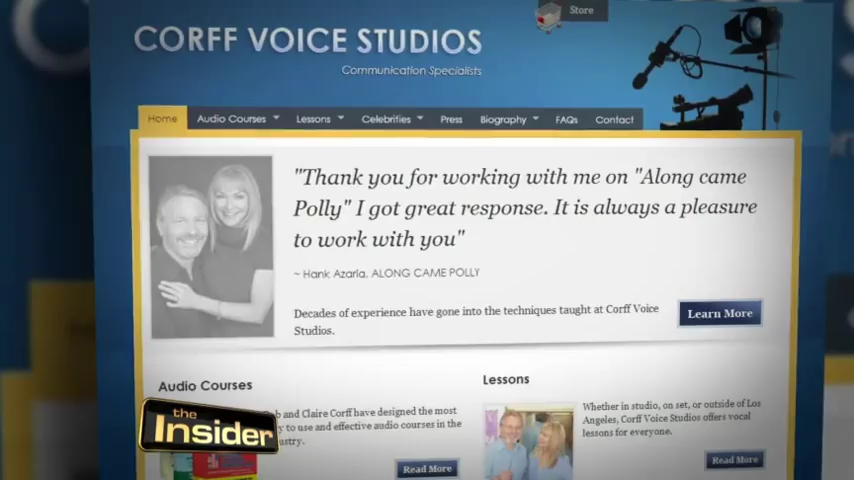 Store
CORFF VOICE STUDIOS
Communication Specialists
Home Audio Courses Lessons Celebrities Press Biography FAQs Contact
"Thank you for working with me on "Along came
Polly" I got great response. It is always a pleasure
to work with you"
~ Hank Azaria, ALONG CAME POLLY
Decades of experience have gone into the techniques taught at Corff Voice
Studios.
Learn More
Audio Courses
and Claire Corff have designed the most
to use and effective audio courses in the
Read More
Lessons
Whether in studio, on set, or outside of Los
Angeles, Corff Voice Studios offers vocal
lessons for everyone.
Read More
the
Insider